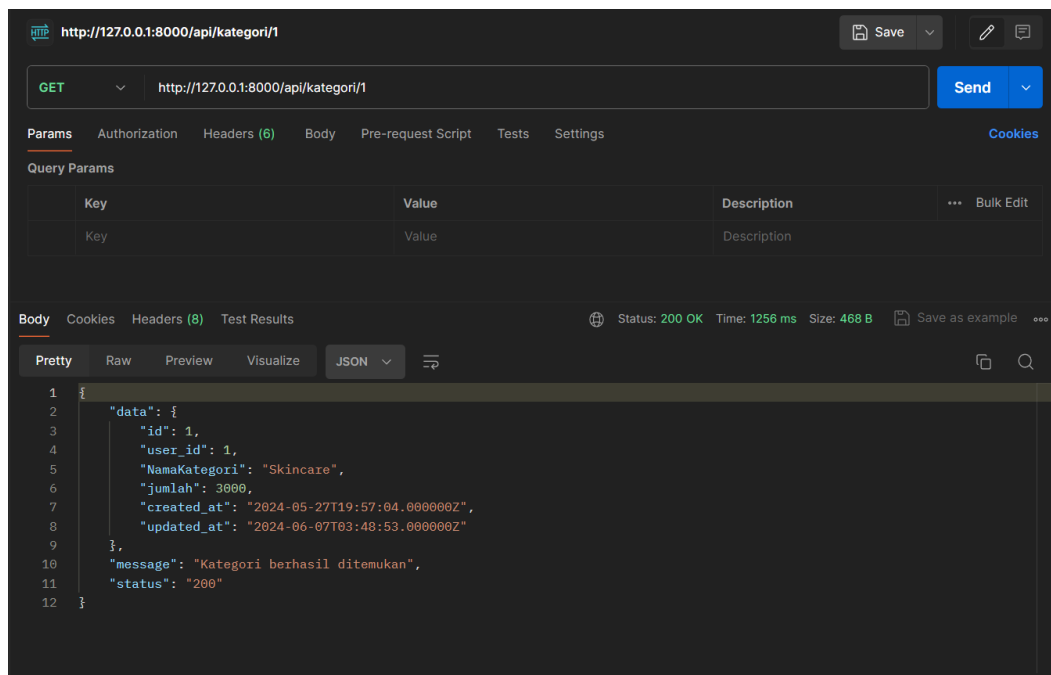 HTTP http://127.0.0.1:8000/api/kategori/1 Save
GET http://127.0.0.1:8000/api/kategori/1 Send
Params Authorization Headers (6) Body Pre-request Script Tests Settings Cookies
Query Params
Key Value Description ••• Bulk Edit
Key Value Description
Body Cookies Headers (8) Test Results Status: 200 OK Time: 1256 ms Size: 468 B Save as example
Pretty Raw Preview Visualize JSON
1 {
2 "data": {
3 "id": 1,
4 "user_id": 1,
5 "NamaKategori": "Skincare",
6 "jumlah": 3000,
7 "created_at": "2024-05-27T19:57:04.000000Z",
8 "updated_at": "2024-06-07T03:48:53.000000Z"
9 },
10 "message": "Kategori berhasil ditemukan",
11 "status": "200"
12 }